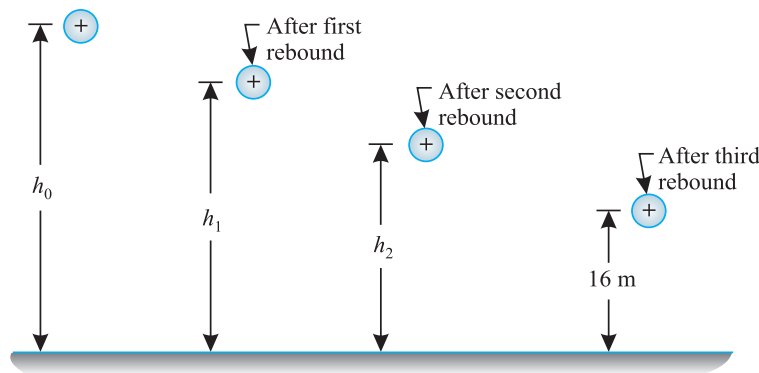 After first
rebound
After second
rebound
After third
rebound
h0
h1
h2
16 m